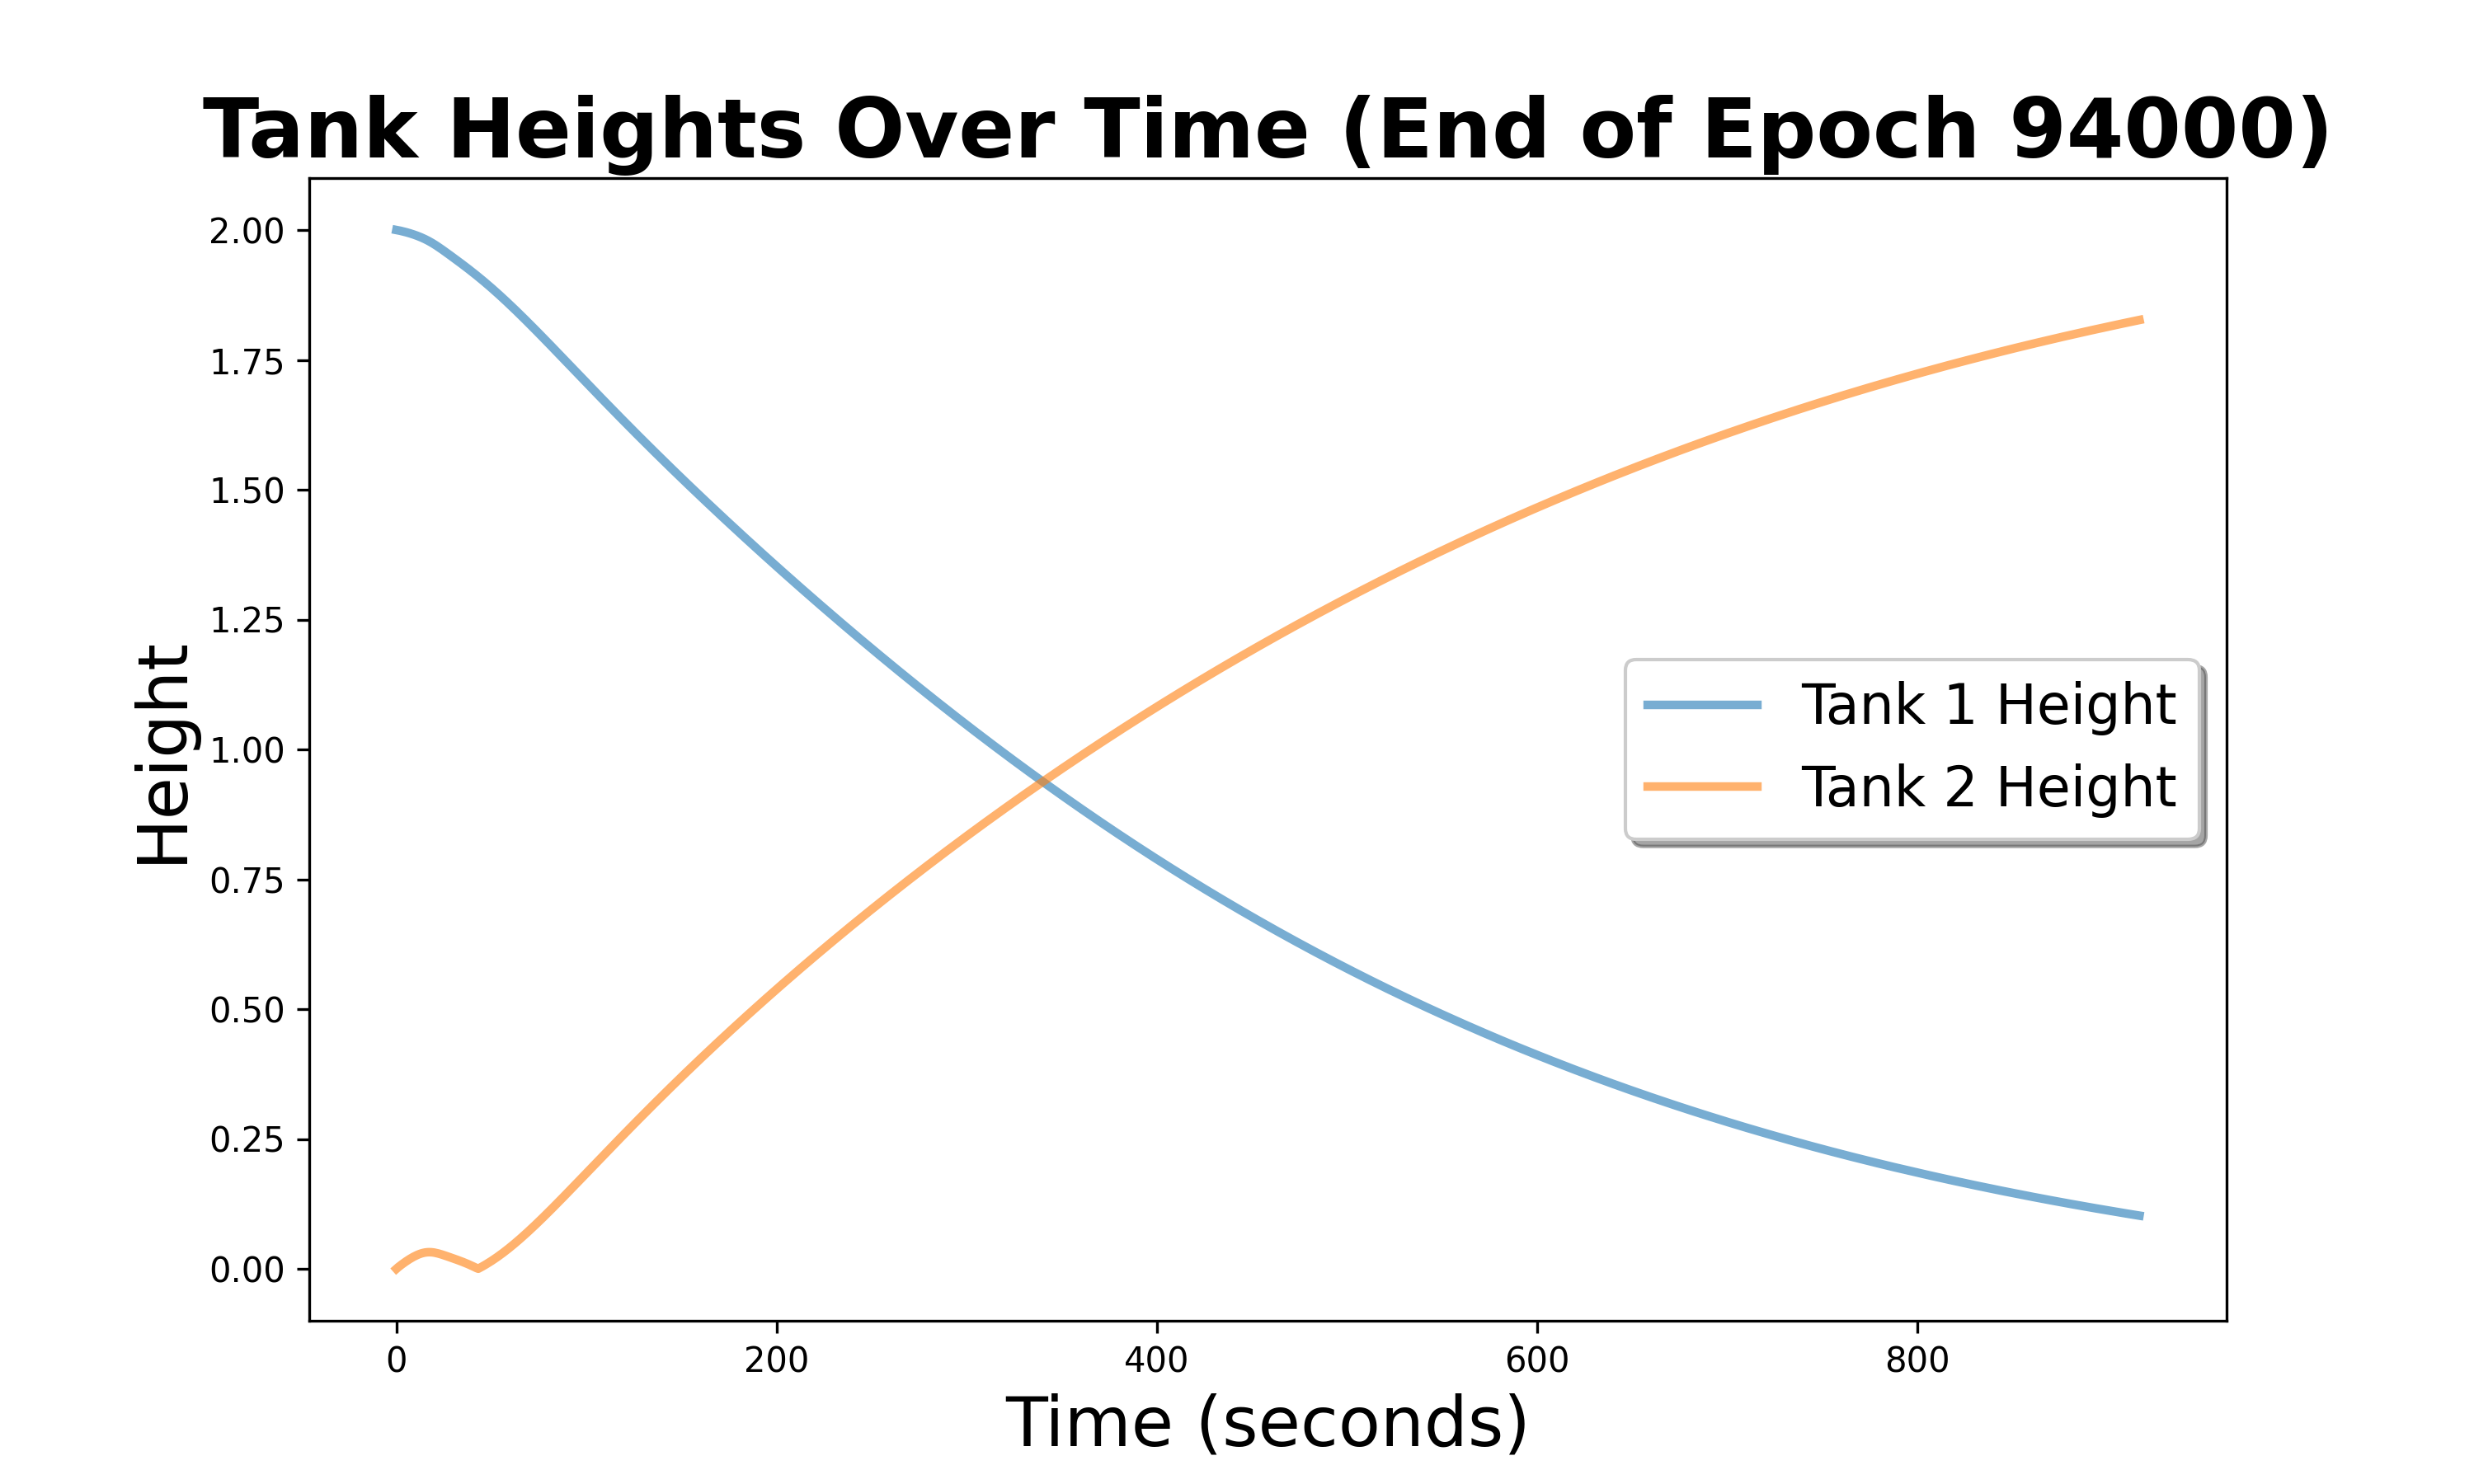 Tank Heights Over Time (End of Epoch 94000)
Height
2.00
1.75
1.50
1.25
1.00
0.75
0.50
0.25
0.00
Tank 1 Height
Tank 2 Height
0 200 400 600 800
Time (seconds)